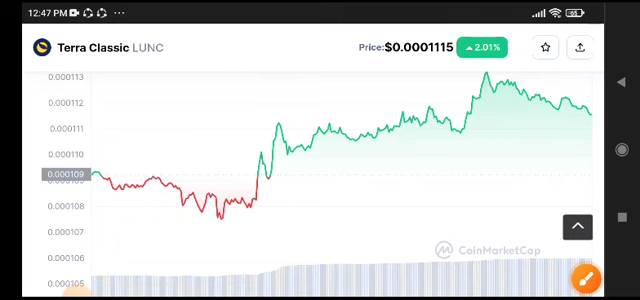 12:47 PM
63
Terra Classic LUNC
Price: $0.0001115
2.01%
0.000113
0.000112
0.000111
0.000110
0.000109
0.000108
0.000107
0.000106
0.000105
CoinMarketCap